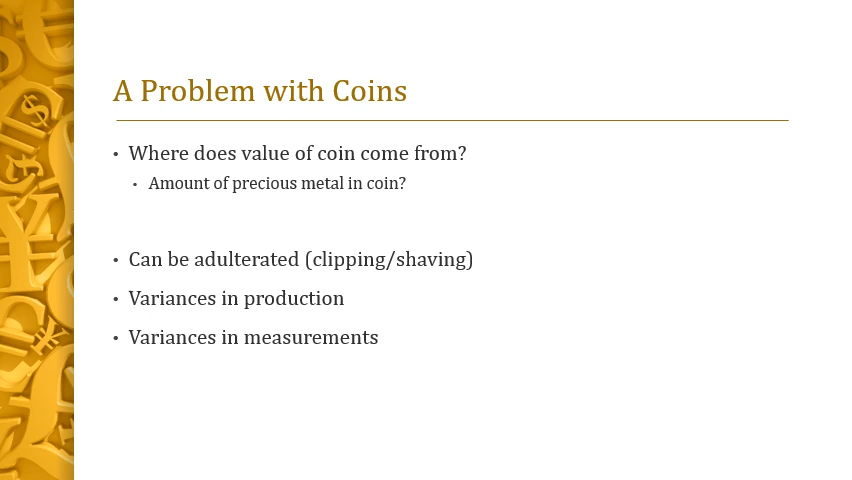 A Problem with Coins
• Where does value of coin come from?
• Amount of precious metal in coin?
• Can be adulterated (clipping/shaving)
• Variances in production
• Variances in measurements